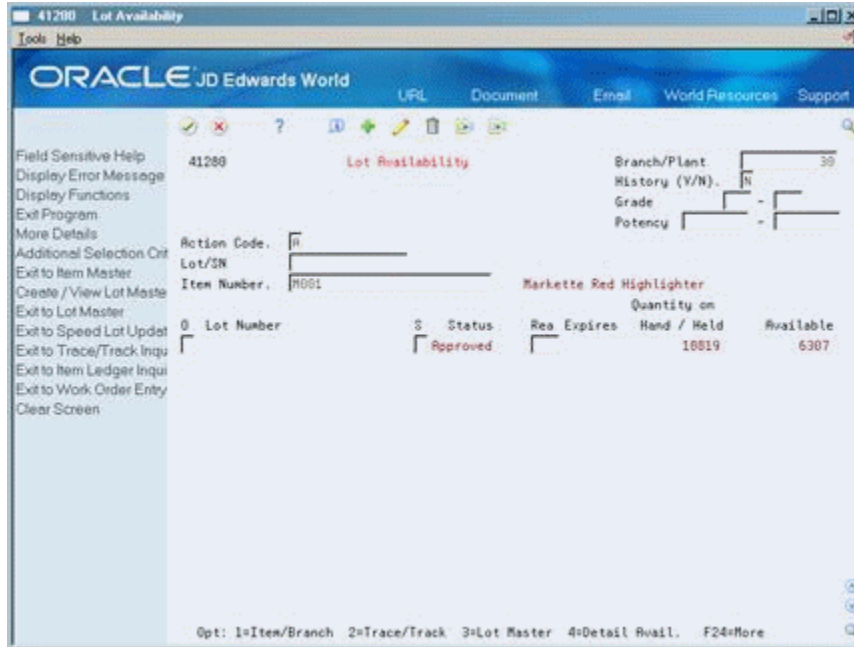 41280 Lot Availability
Tools Help
ORACLE JD Edwards World
URL Document Email World Resources Support
Field Sensitive Help
Display Error Message
Display Functions
Exit Program
More Details
Additional Selection Crit
Exit to Item Master
Create / View Lot Maste
Exit to Lot Master
Exit to Speed Lot Updat
Exit to Trace/Track Inqu
Exit to Item Ledger Inqui
Exit to Work Order Entry
Clear Screen
41280 Lot Availability Branch/Plant 30
History (Y/N). N
Grade -
Potency -
Action Code. A
Lot/SN
Item Number. M001 Markette Red Highlighter
Quantity on
O Lot Number S Status Rea Expires Hand / Held Available
Approved 10819 6307
Opt: 1=Item/Branch 2=Trace/Track 3=Lot Master 4=Detail Avail. F24=More